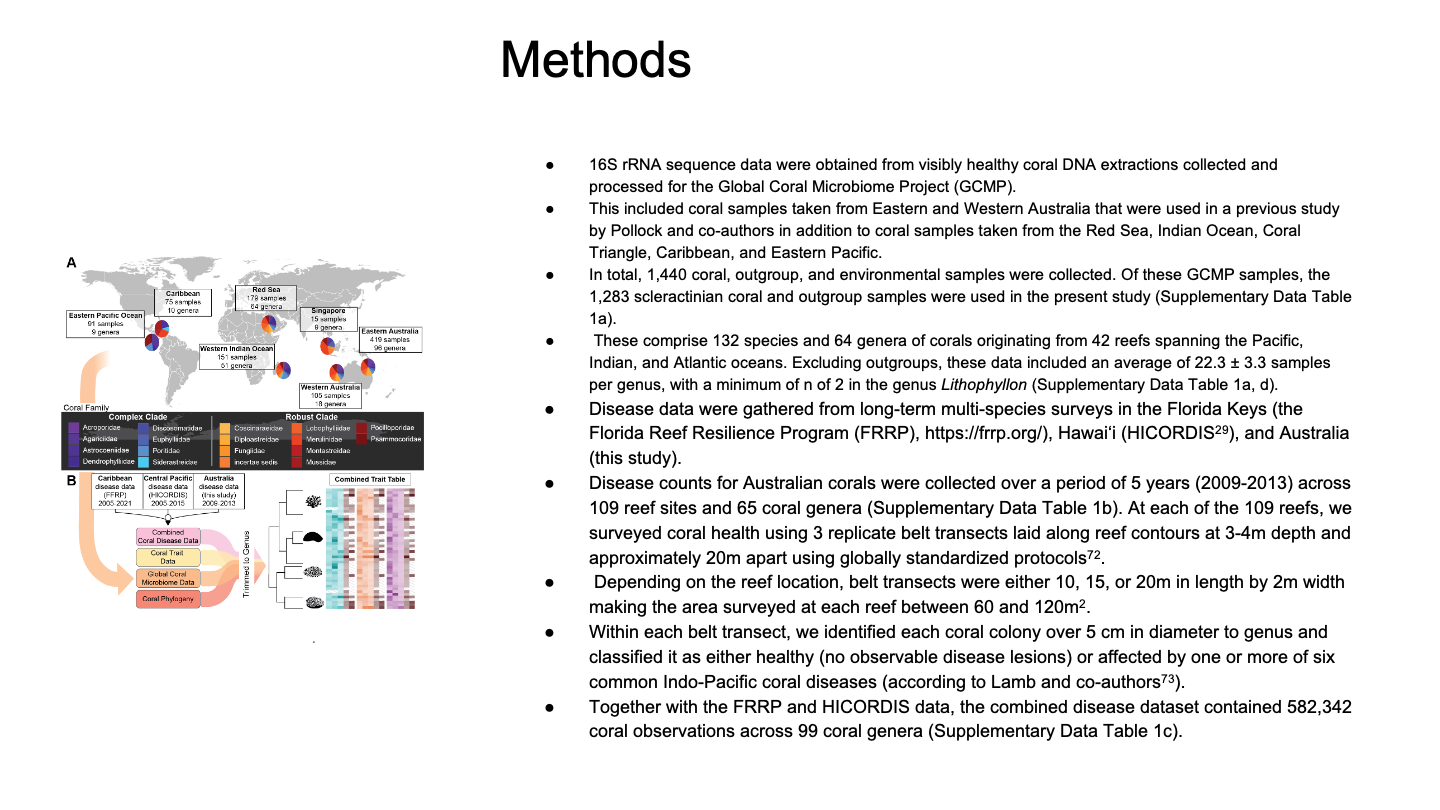 Methods
A
Caribbean
75 samples
10 genera
Red Sea
179 samples
64 genera
Singapore
15 samples
9 genera
Eastern Pacific Ocean
91 samples
9 genera
Eastern Australia
419 samples
96 genera
Western Indian Ocean
151 samples
51 genera
Western Australia
105 samples
18 genera
Coral Family
Complex Clade
Robust Clade
Acroporidae
Agariciidae
Astrocoeniidae
Dendrophylliidae
Discosomatidae
Euphylliidae
Poritidae
Siderastreidae
Coscinaraeidae
Diploastreidae
Fungiidae
incertae sedis
Lobophylliidae
Merulinidae
Montastreidae
Mussidae
Pocilloporidae
Psammocoridae
B
Caribbean
disease data
(FFRP)
2005-2021
Central Pacific
disease data
(HICORDIS)
2005-2015
Australia
disease data
(this study)
2009-2013
Combined
Coral Disease Data
Coral Trait
Data
Global Coral
Microbiome Data
Coral Phylogeny
Trimmed to Genus
Combined Trait Table
● 16S rRNA sequence data were obtained from visibly healthy coral DNA extractions collected and
processed for the Global Coral Microbiome Project (GCMP).
● This included coral samples taken from Eastern and Western Australia that were used in a previous study
by Pollock and co-authors in addition to coral samples taken from the Red Sea, Indian Ocean, Coral
Triangle, Caribbean, and Eastern Pacific.
● In total, 1,440 coral, outgroup, and environmental samples were collected. Of these GCMP samples, the
1,283 scleractinian coral and outgroup samples were used in the present study (Supplementary Data Table
1a).
● These comprise 132 species and 64 genera of corals originating from 42 reefs spanning the Pacific,
Indian, and Atlantic oceans. Excluding outgroups, these data included an average of 22.3 ± 3.3 samples
per genus, with a minimum of n of 2 in the genus Lithophyllon (Supplementary Data Table 1a, d).
● Disease data were gathered from long-term multi-species surveys in the Florida Keys (the
Florida Reef Resilience Program (FRRP), https://frrp.org/), Hawaiʻi (HICORDIS²⁹), and Australia
(this study).
● Disease counts for Australian corals were collected over a period of 5 years (2009-2013) across
109 reef sites and 65 coral genera (Supplementary Data Table 1b). At each of the 109 reefs, we
surveyed coral health using 3 replicate belt transects laid along reef contours at 3-4m depth and
approximately 20m apart using globally standardized protocols⁷².
● Depending on the reef location, belt transects were either 10, 15, or 20m in length by 2m width
making the area surveyed at each reef between 60 and 120m².
● Within each belt transect, we identified each coral colony over 5 cm in diameter to genus and
classified it as either healthy (no observable disease lesions) or affected by one or more of six
common Indo-Pacific coral diseases (according to Lamb and co-authors⁷³).
● Together with the FRRP and HICORDIS data, the combined disease dataset contained 582,342
coral observations across 99 coral genera (Supplementary Data Table 1c).